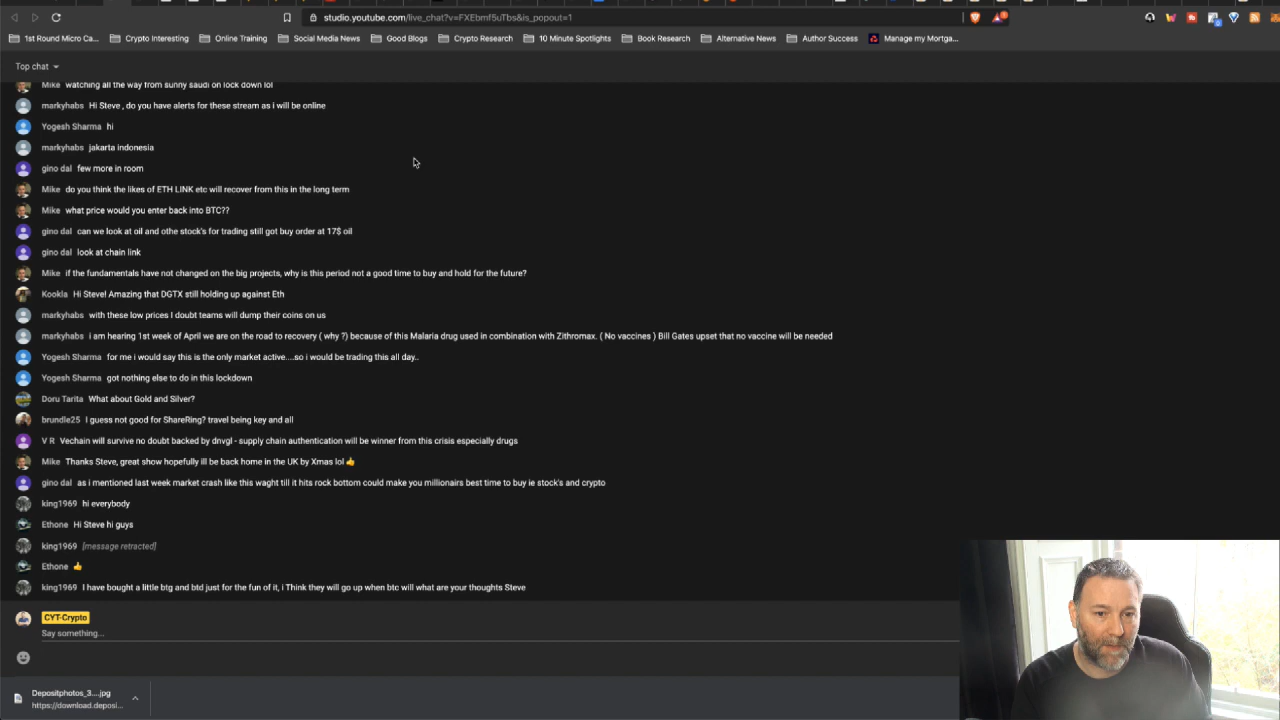 studio.youtube.com/live_chat?v=FXEbmf5uTbs&is_popout=1
1st Round Micro Ca... Crypto Interesting Online Training Social Media News Good Blogs Crypto Research 10 Minute Spotlights Book Research Alternative News Author Success Manage my Mortga...
Top chat
Mike watching all the way from sunny saudi on lock down lol
markyhabs Hi Steve , do you have alerts for these stream as i will be online
Yogesh Sharma hi
markyhabs jakarta indonesia
gino dal few more in room
Mike do you think the likes of ETH LINK etc will recover from this in the long term
Mike what price would you enter back into BTC??
gino dal can we look at oil and othe stock's for trading still got buy order at 17$ oil
gino dal look at chain link
Mike if the fundamentals have not changed on the big projects, why is this period not a good time to buy and hold for the future?
Kookla Hi Steve! Amazing that DGTX still holding up against Eth
markyhabs with these low prices I doubt teams will dump their coins on us
markyhabs i am hearing 1st week of April we are on the road to recovery ( why ?) because of this Malaria drug used in combination with Zithromax. ( No vaccines ) Bill Gates upset that no vaccine will be needed
Yogesh Sharma for me i would say this is the only market active....so i would be trading this all day..
Yogesh Sharma got nothing else to do in this lockdown
Doru Tarita What about Gold and Silver?
brundle25 I guess not good for ShareRing? travel being key and all
V R Vechain will survive no doubt backed by dnvgl - supply chain authentication will be winner from this crisis especially drugs
Mike Thanks Steve, great show hopefully ill be back home in the UK by Xmas lol 👍
gino dal as i mentioned last week market crash like this waght till it hits rock bottom could make you millionairs best time to buy ie stock's and crypto
king1969 hi everybody
Ethone Hi Steve hi guys
king1969 [message retracted]
Ethone 👍
king1969 I have bought a little btg and btd just for the fun of it, i Think they will go up when btc will what are your thoughts Steve
CYT-Crypto
Say something...
Depositphotos_3....jpg
https://download.deposi...